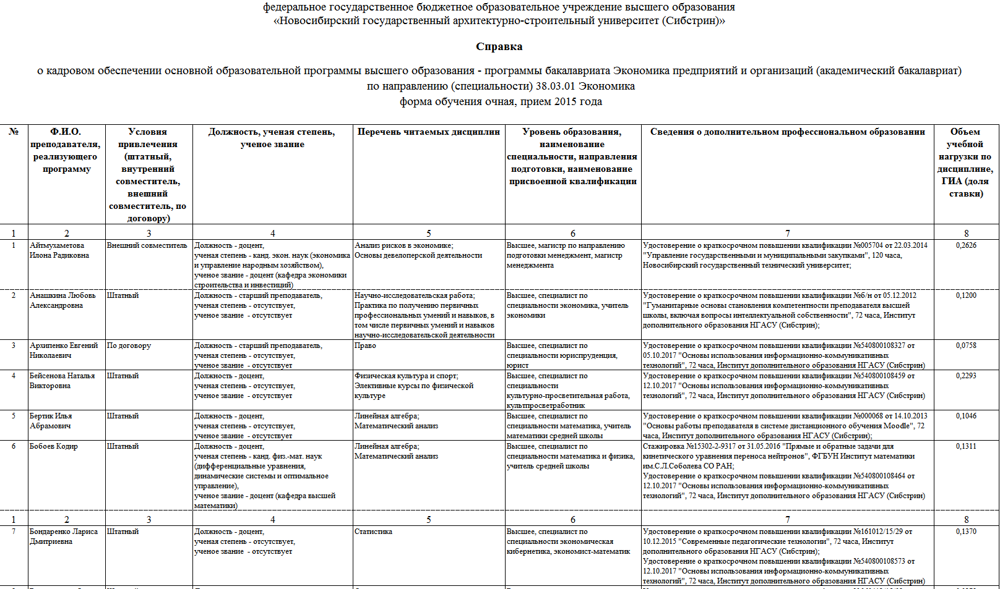 федеральное государственное бюджетное образовательное учреждение высшего образования
«Новосибирский государственный архитектурно-строительный университет (Сибстрин)»
Справка
о кадровом обеспечении основной образовательной программы высшего образования - программы бакалавриата Экономика предприятий и организаций (академический бакалавриат)
по направлению (специальности) 38.03.01 Экономика
форма обучения очная, прием 2015 года
№
Ф.И.О.
преподавателя,
реализующего
программу
Условия
привлечения
(штатный,
внутренний
совместитель,
внешний
совместитель, по
договору)
Должность, ученая степень,
ученое звание
Перечень читаемых дисциплин
Уровень образования,
наименование
специальности, направления
подготовки, наименование
присвоенной квалификации
Сведения о дополнительном профессиональном образовании
Объем
учебной
нагрузки по
дисциплине,
ГИА (доля
ставки)
1 2 3 4 5 6 7 8
1
Айтмухаметова
Илона Радиковна
Внешний совместитель
Должность - доцент,
ученая степень - канд. экон. наук (экономика
и управление народным хозяйством),
ученое звание - доцент (кафедра экономики
строительства и инвестиций)
Анализ рисков в экономике;
Основы девелоперской деятельности
Высшее, магистр по направлению
подготовки менеджмент, магистр
менеджмента
Удостоверение о краткосрочном повышении квалификации №005704 от 22.03.2014
"Управление государственными и муниципальными закупками", 120 часа,
Новосибирский государственный технический университет;
0,2626
2
Анашкина Любовь
Александровна
Штатный
Должность - старший преподаватель,
ученая степень - отсутствует,
ученое звание - отсутствует
Научно-исследовательская работа;
Практика по получению первичных
профессиональных умений и навыков, в
том числе первичных умений и навыков
научно-исследовательской деятельности
Высшее, специалист по
специальности экономика, учитель
экономики
Удостоверение о краткосрочном повышении квалификации №б/н от 05.12.2012
"Гуманитарные основы становления компетентности преподавателя высшей
школы, включая вопросы интеллектуальной собственности", 72 часа, Институт
дополнительного образования НГАСУ (Сибстрин);
0,1200
3
Архипенко Евгений
Николаевич
По договору
Должность - старший преподаватель,
ученая степень - отсутствует,
ученое звание - отсутствует
Право
Высшее, специалист по
специальности юриспруденция,
юрист
Удостоверение о краткосрочном повышении квалификации №540800108327 от
05.10.2017 "Основы использования информационно-коммуникативных
технологий", 72 часа, Институт дополнительного образования НГАСУ (Сибстрин)
0,0758
4
Бейсенова Наталья
Викторовна
Штатный
Должность - доцент,
ученая степень - отсутствует,
ученое звание - отсутствует
Физическая культура и спорт;
Элективные курсы по физической
культуре
Высшее, специалист по
специальности
культурно-просветительная работа,
культпросветработник
Удостоверение о краткосрочном повышении квалификации №540800108459 от
12.10.2017 "Основы использования информационно-коммуникативных
технологий", 72 часа, Институт дополнительного образования НГАСУ (Сибстрин)
0,2293
5
Бертик Илья
Абрамович
Штатный
Должность - доцент,
ученая степень - отсутствует,
ученое звание - отсутствует
Линейная алгебра;
Математический анализ
Высшее, специалист по
специальности математика, учитель
математики средней школы
Удостоверение о краткосрочном повышении квалификации №000068 от 14.10.2013
"Основы работы преподавателя в системе дистанционного обучения Moodle", 72
часа, Институт дополнительного образования НГАСУ (Сибстрин);
0,1046
6
Бобоев Кодир
Штатный
Должность - доцент,
ученая степень - канд. физ.-мат. наук
(дифференциальные уравнения,
динамические системы и оптимальное
управление),
ученое звание - доцент (кафедра высшей
математики)
Линейная алгебра;
Математический анализ
Высшее, специалист по
специальности математика и физика,
учитель средней школы
Стажировка №15302-2-9317 от 31.05.2016 "Прямые и обратные задачи для
кинетического уравнения переноса нейтронов", ФГБУН Институт математики
им.С.Л.Соболева СО РАН;
Удостоверение о краткосрочном повышении квалификации №540800108464 от
12.10.2017 "Основы использования информационно-коммуникативных
технологий", 72 часа, Институт дополнительного образования НГАСУ (Сибстрин)
0,1311
1 2 3 4 5 6 7 8
7
Бондаренко Лариса
Дмитриевна
Штатный
Должность - доцент,
ученая степень - отсутствует,
ученое звание - отсутствует
Статистика
Высшее, специалист по
специальности экономическая
кибернетика, экономист-математик
Удостоверение о краткосрочном повышении квалификации №161012/15/29 от
10.12.2015 "Современные педагогические технологии", 72 часа, Институт
дополнительного образования НГАСУ (Сибстрин);
Удостоверение о краткосрочном повышении квалификации №540800108573 от
12.10.2017 "Основы использования информационно-коммуникативных
технологий", 72 часа, Институт дополнительного образования НГАСУ (Сибстрин)
0,1370